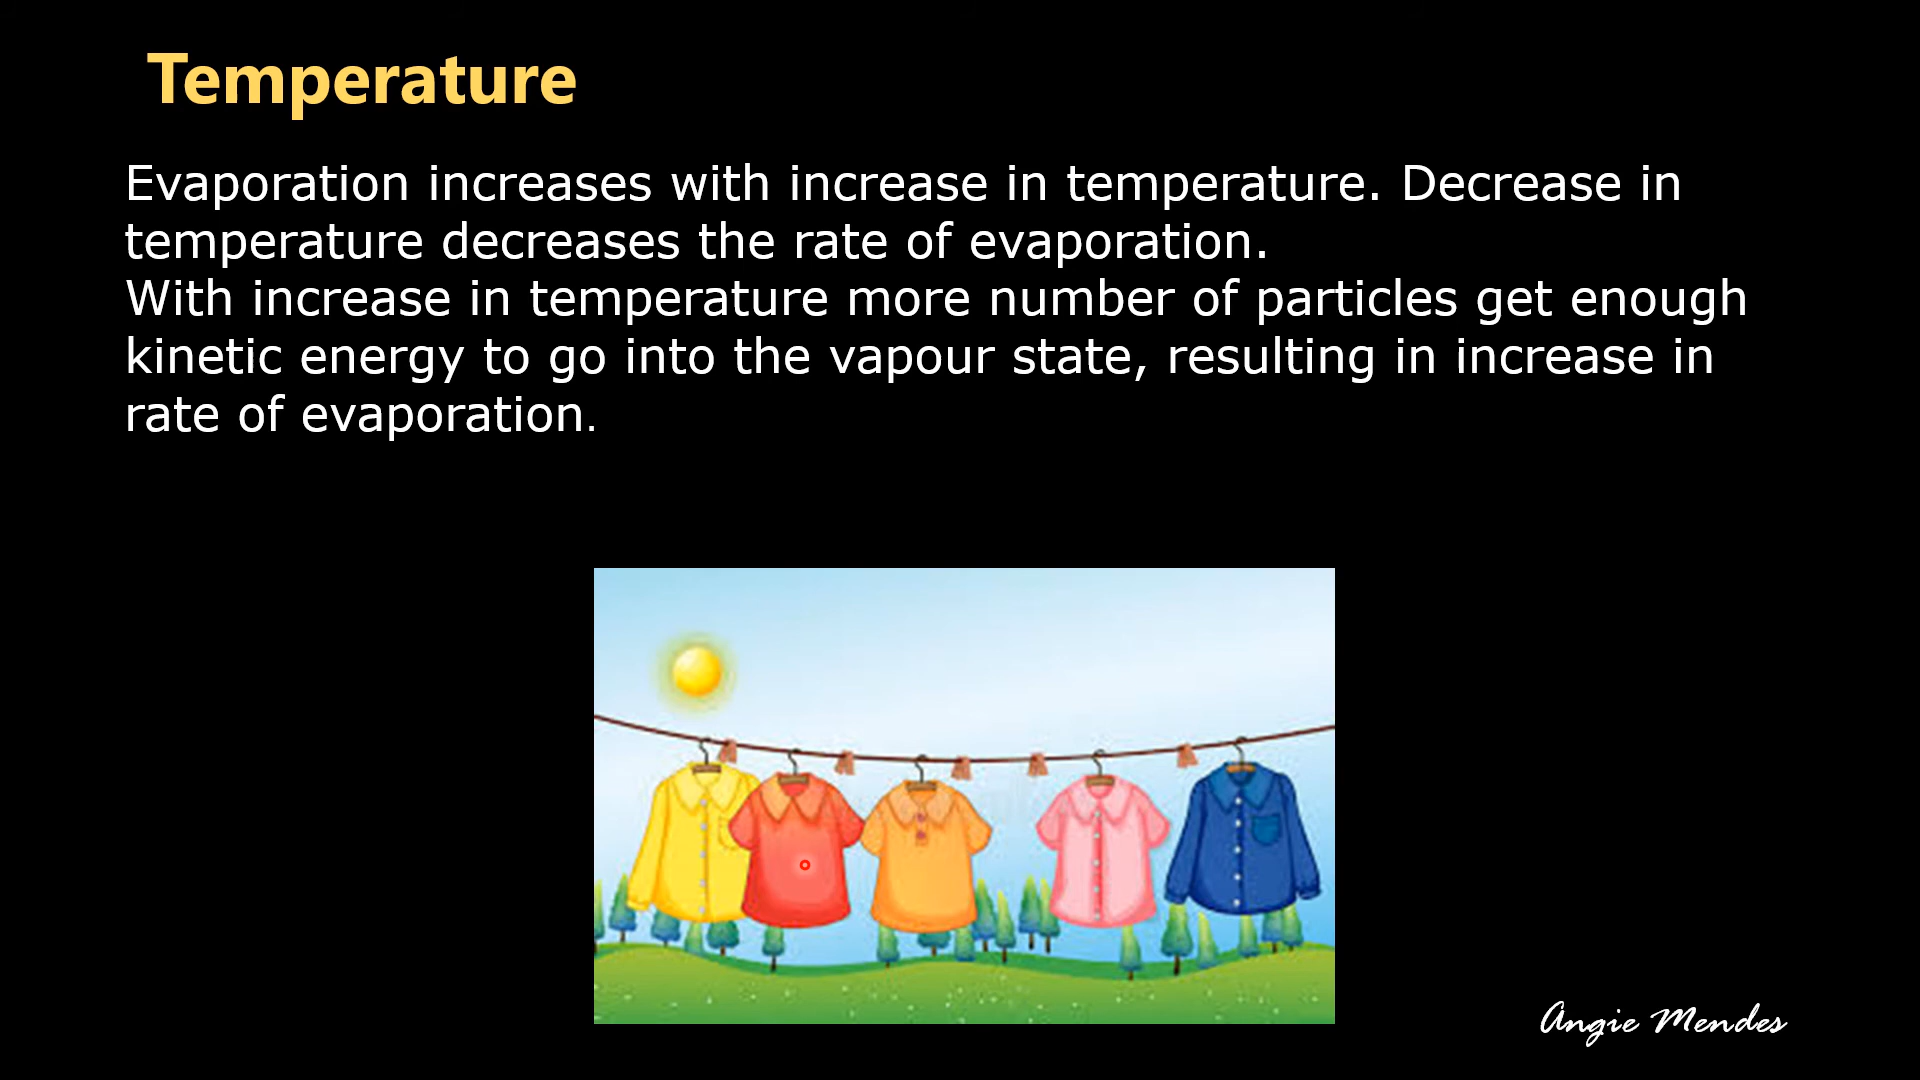 Temperature
Evaporation increases with increase in temperature. Decrease in
temperature decreases the rate of evaporation.
With increase in temperature more number of particles get enough
kinetic energy to go into the vapour state, resulting in increase in
rate of evaporation.
Angie Mendes